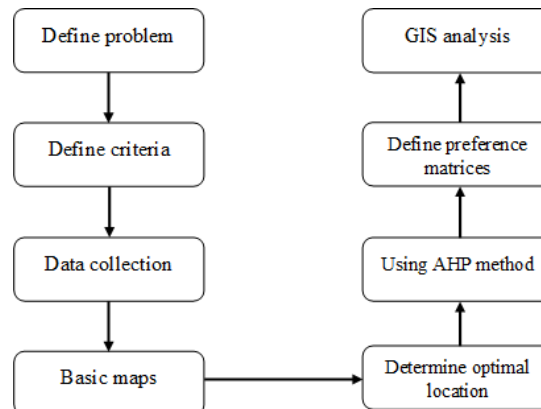 Define problem
Define criteria
Data collection
Basic maps
Determine optimal
location
Using AHP method
Define preference
matrices
GIS analysis